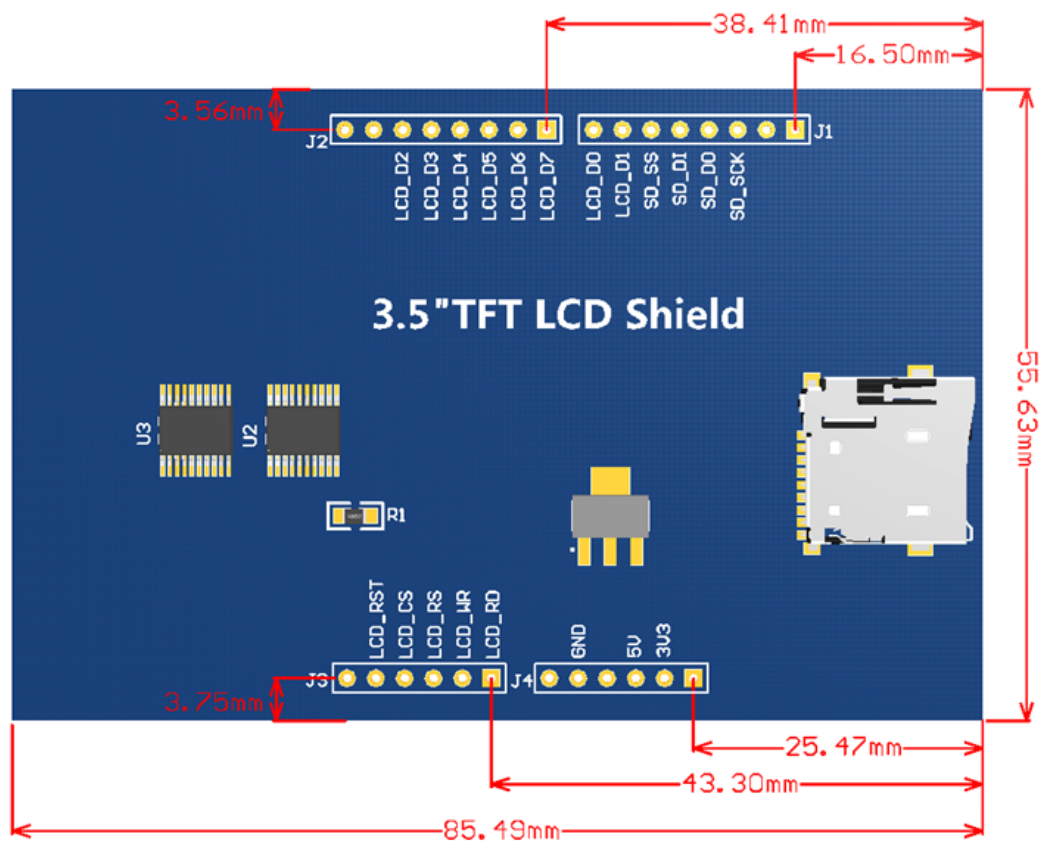 38.41mm
16.50mm
3.56mm
J2
J1
LCD_D2
LCD_D3
LCD_D4
LCD_D5
LCD_D6
LCD_D7
LCD_D0
LCD_D1
SD_SS
SD_DI
SD_DO
SD_SCK
3.5"TFT LCD Shield
55.63mm
U3
U2
R1
LCD_RST
LCD_CS
LCD_RS
LCD_WR
LCD_RD
GND
5V
3V3
J3
J4
3.75mm
25.47mm
43.30mm
85.49mm